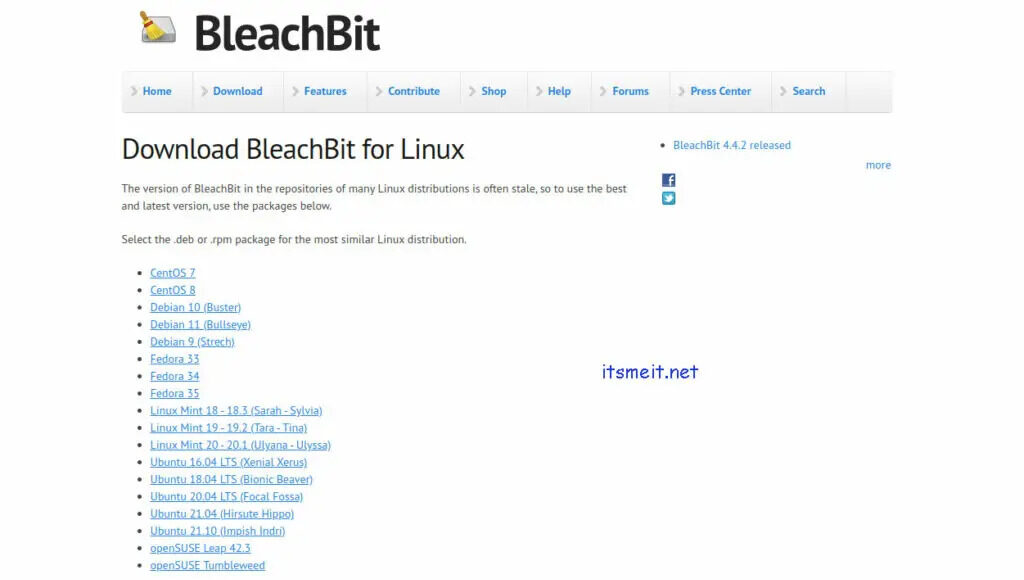 BleachBit
Home Download Features Contribute Shop Help Forums Press Center Search
Download BleachBit for Linux
The version of BleachBit in the repositories of many Linux distributions is often stale, so to use the best
and latest version, use the packages below.
Select the .deb or .rpm package for the most similar Linux distribution.
CentOS 7
CentOS 8
Debian 10 (Buster)
Debian 11 (Bullseye)
Debian 9 (Strech)
Fedora 33
Fedora 34
Fedora 35
Linux Mint 18 - 18.3 (Sarah - Sylvia)
Linux Mint 19 - 19.2 (Tara - Tina)
Linux Mint 20 - 20.1 (Ulyana - Ulyssa)
Ubuntu 16.04 LTS (Xenial Xerus)
Ubuntu 18.04 LTS (Bionic Beaver)
Ubuntu 20.04 LTS (Focal Fossa)
Ubuntu 21.04 (Hirsute Hippo)
Ubuntu 21.10 (Impish Indri)
openSUSE Leap 42.3
openSUSE Tumbleweed
BleachBit 4.4.2 released
more
itsmeit.net